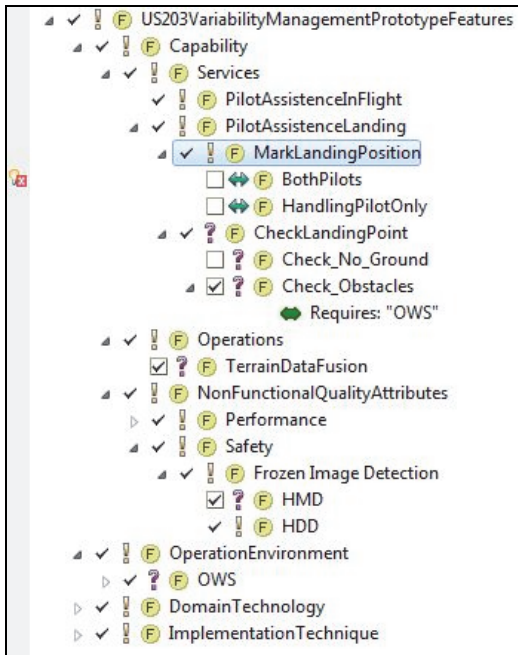 US203VariabilityManagementPrototypeFeatures
Capability
Services
PilotAssistenceInFlight
PilotAssistenceLanding
MarkLandingPosition
BothPilots
HandlingPilotOnly
CheckLandingPoint
Check_No_Ground
Check_Obstacles
Requires: "OWS"
Operations
TerrainDataFusion
NonFunctionalQualityAttributes
Performance
Safety
Frozen Image Detection
HMD
HDD
OperationEnvironment
OWS
DomainTechnology
ImplementationTechnique